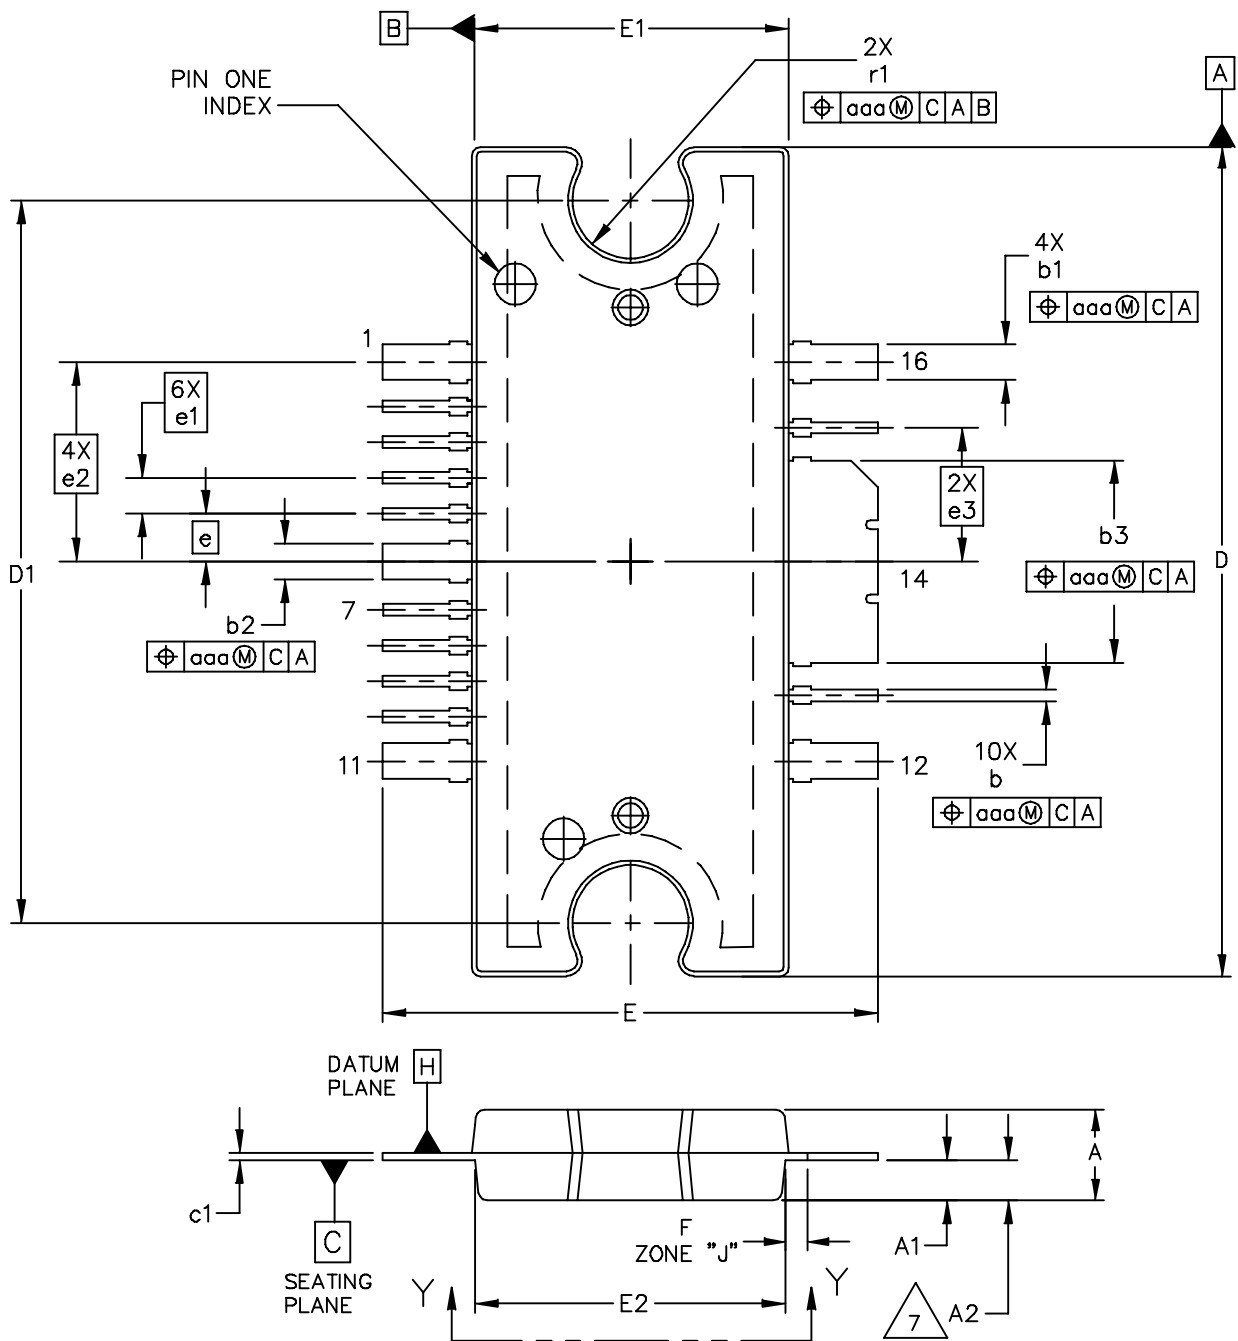 B
E1
2X
r1
⌖ aaa Ⓜ C A B
A
PIN ONE
INDEX
4X
b1
⌖ aaa Ⓜ C A
1
16
6X
e1
4X
e2
2X
e3
e
b3
⌖ aaa Ⓜ C A
D1
D
14
7
b2
⌖ aaa Ⓜ C A
11
12
10X
b
⌖ aaa Ⓜ C A
E
DATUM
PLANE
H
A
c1
C
SEATING
PLANE
F
ZONE "J"
A1
Y
E2
Y
7
A2